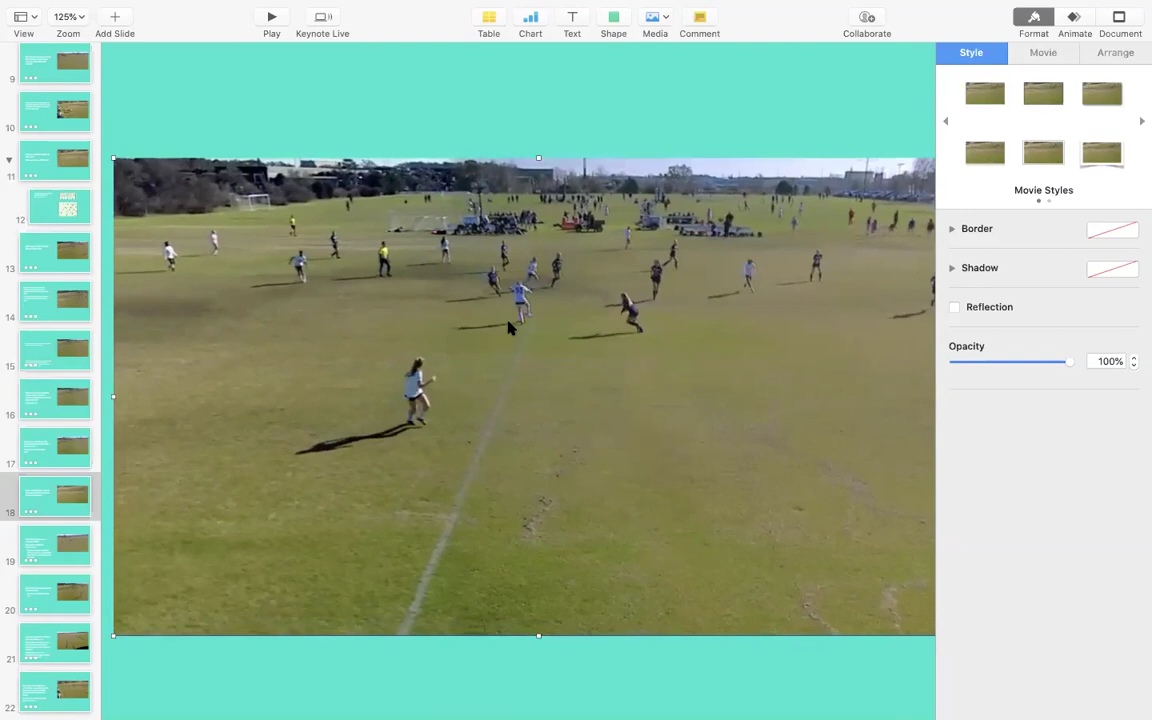 125%
View
Zoom
Add Slide
Play
Keynote Live
Table
Chart
Text
Shape
Media
Comment
Collaborate
Format
Animate
Document
Style
Movie
Arrange
Movie Styles
Border
Shadow
Reflection
Opacity
100%
9
10
11
12
13
14
15
16
17
18
19
20
21
22